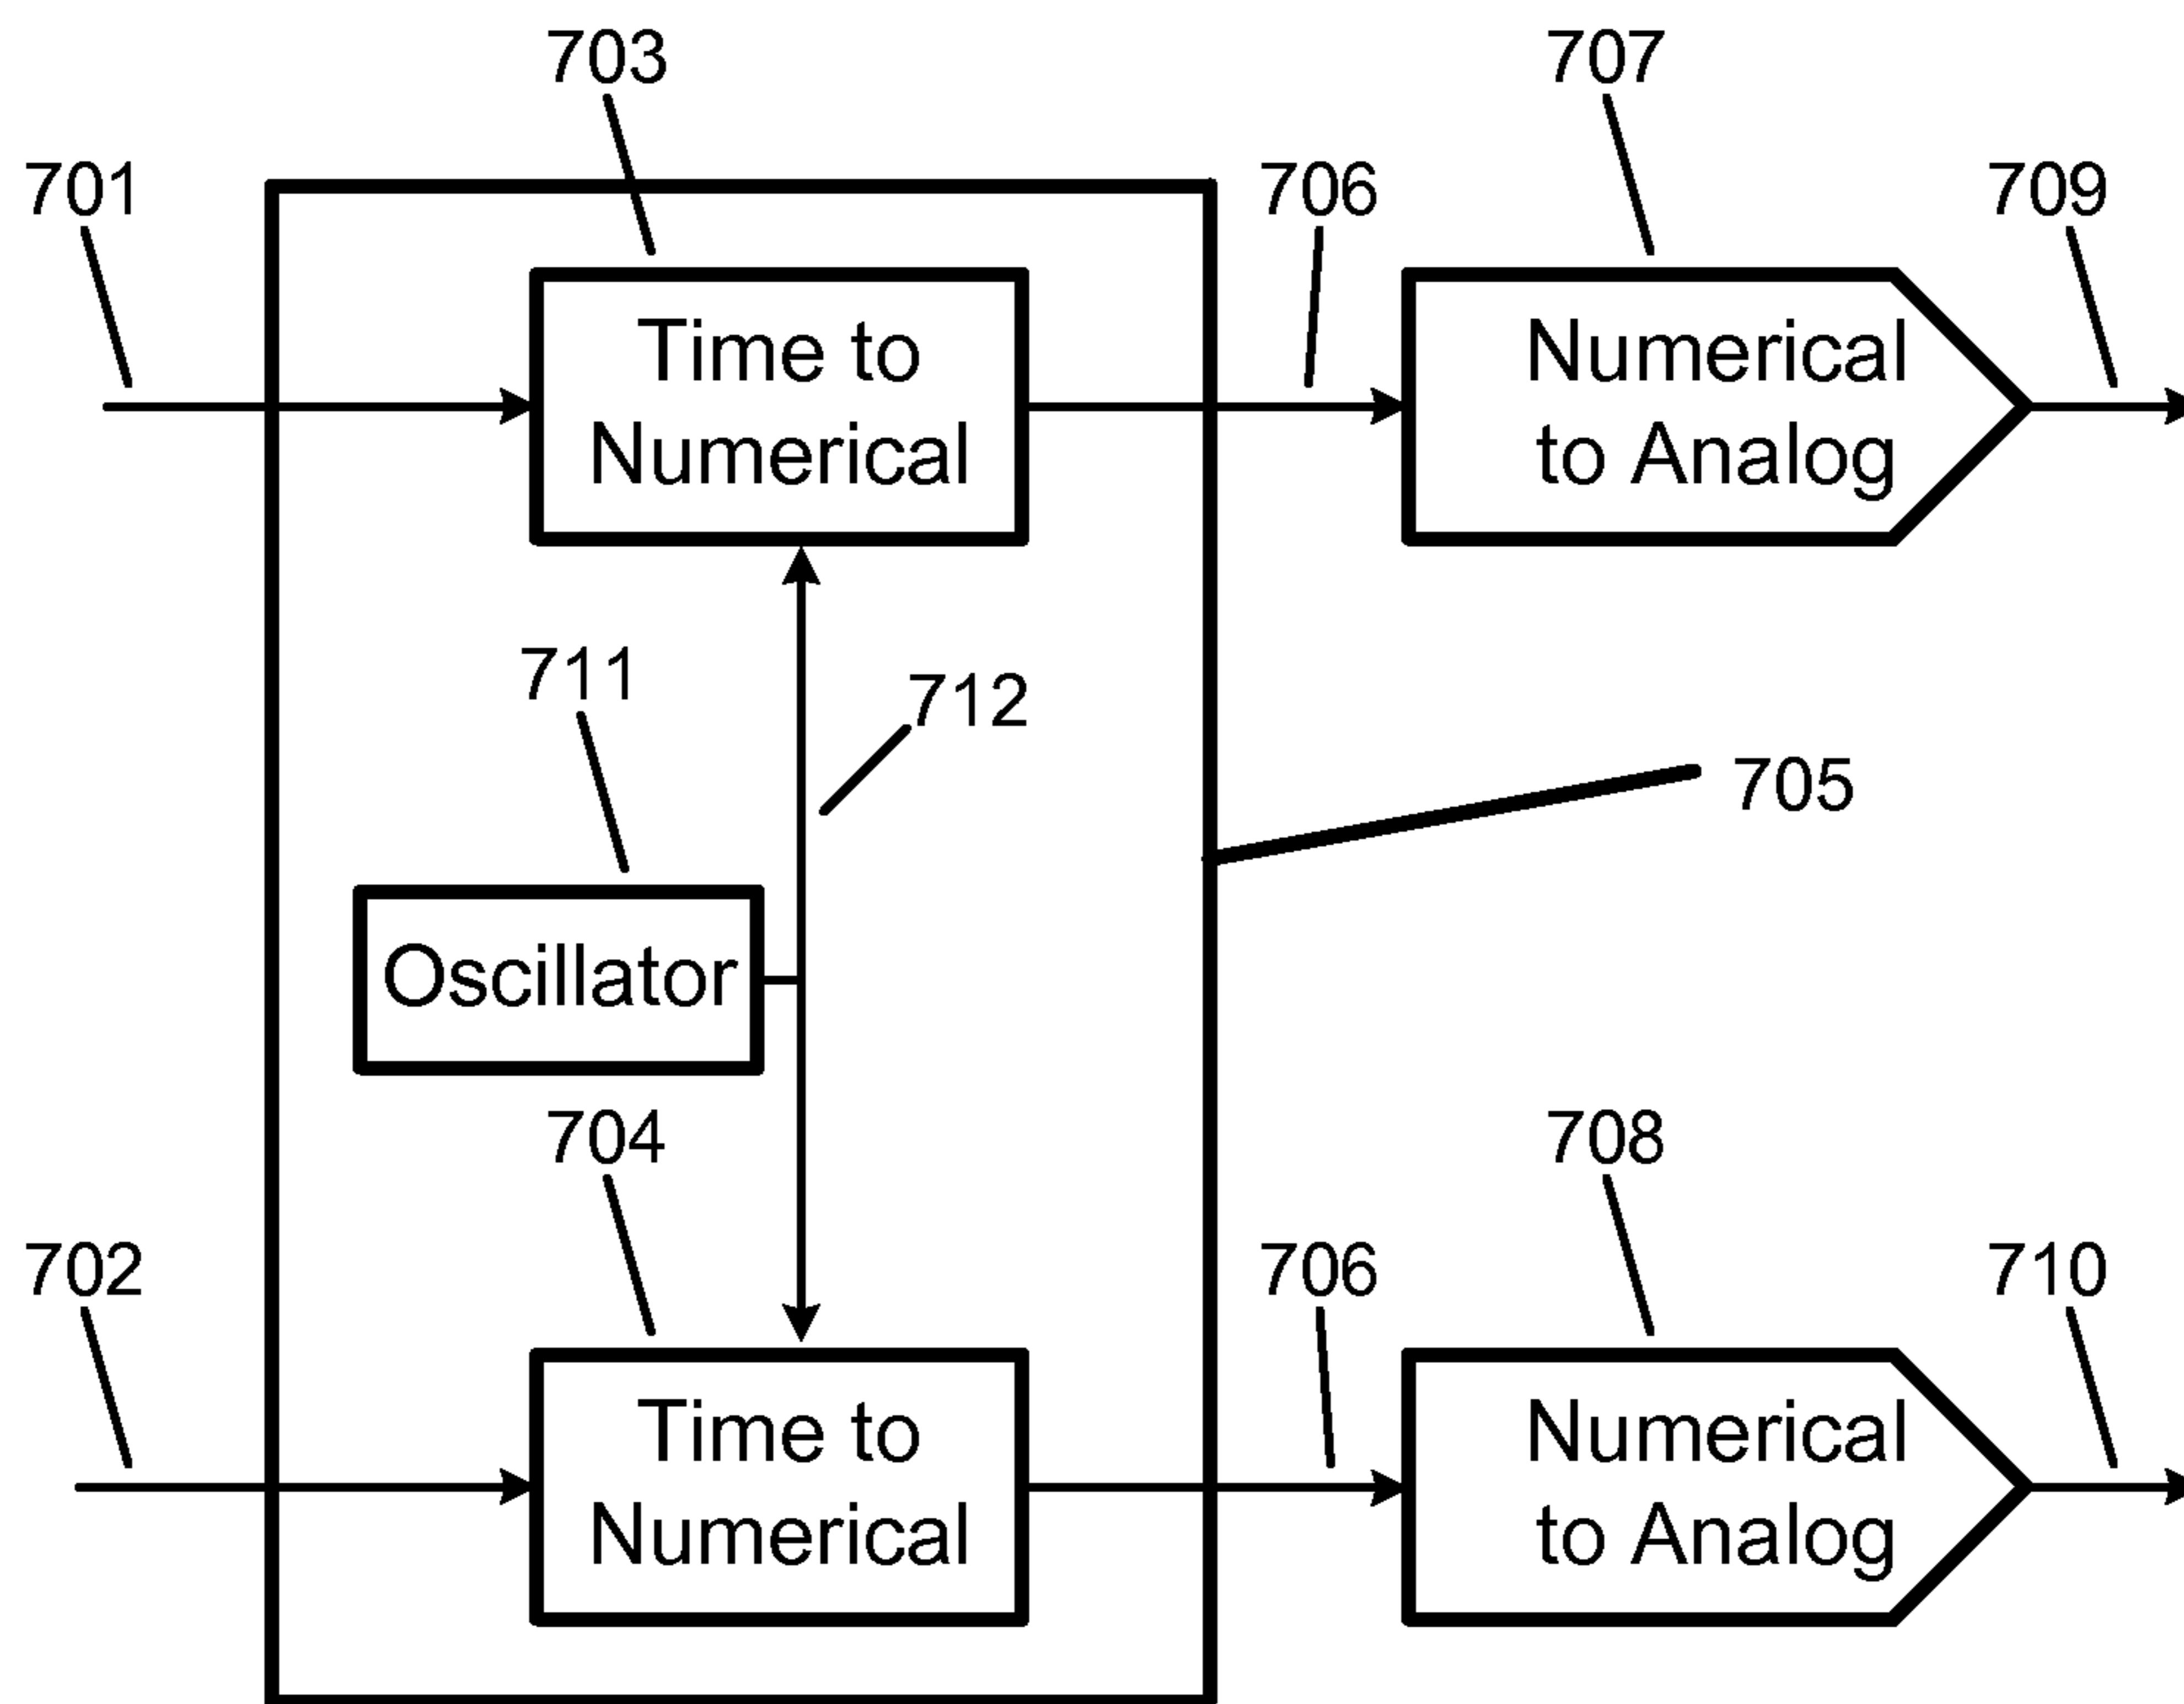 703
707
701
706
709
Time to
Numerical
Numerical
to Analog
711
712
705
Oscillator
704
708
702
706
710
Time to
Numerical
Numerical
to Analog